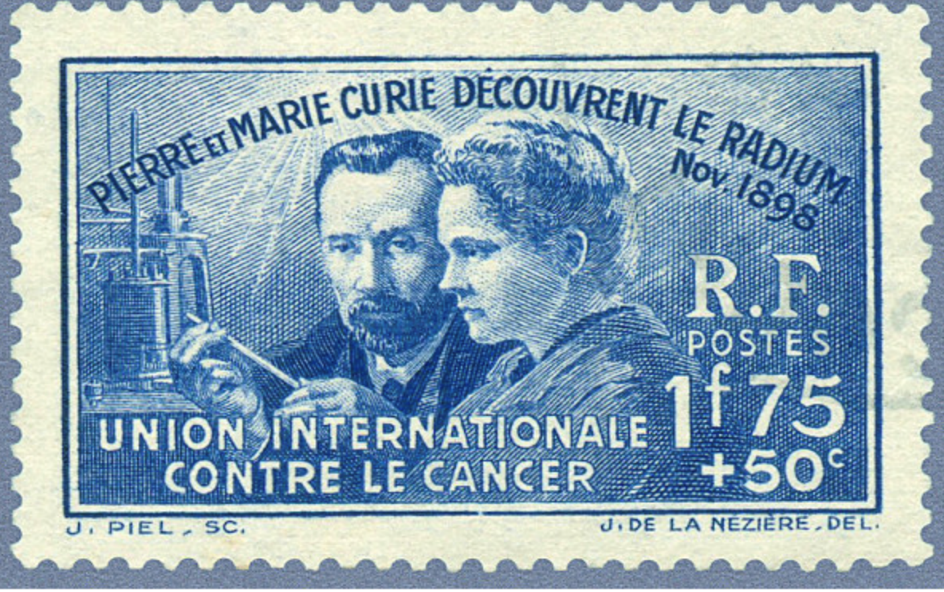 PIERRE ET MARIE CURIE DÉCOUVRENT LE RADIUM
Nov. 1898
R.F.
POSTES
1f75
+50c
UNION INTERNATIONALE
CONTRE LE CANCER
J. PIEL, SC.
J. DE LA NÉZIÈRE, DEL.